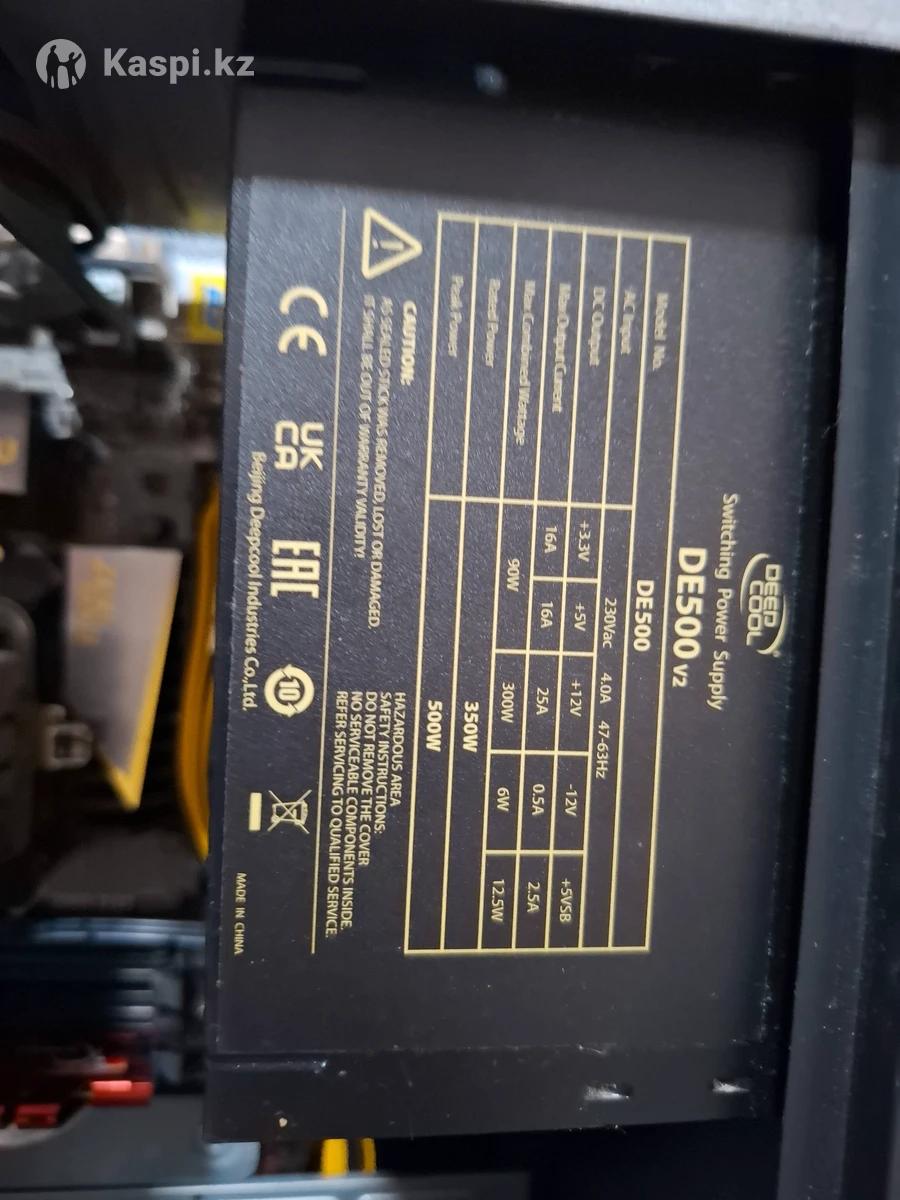 Kaspi.kz
DEEP
COOL
Switching Power Supply
DE500 V2
Model No. DE500
AC Input 230Vac 4.0A 47-63Hz
DC Output +3.3V +5V +12V -12V +5VSB
Max Output Current 16A 16A 25A 0.5A 2.5A
Max Combined Wattage 90W 300W 6W 12.5W
Rated Power 350W
Peak Power 500W
CAUTION:
AS SEALED STICK WAS REMOVED, LOST OR DAMAGED,
IT SHALL BE OUT OF WARRANTY VALIDITY!
HAZARDOUS AREA
SAFETY INSTRUCTIONS:
DO NOT REMOVE THE COVER
NO SERVICEABLE COMPONENTS INSIDE.
REFER SERVICING TO QUALIFIED SERVICE.
CE UK CA EAC 10
Beijing Deepcool Industries Co.,Ltd.
MADE IN CHINA